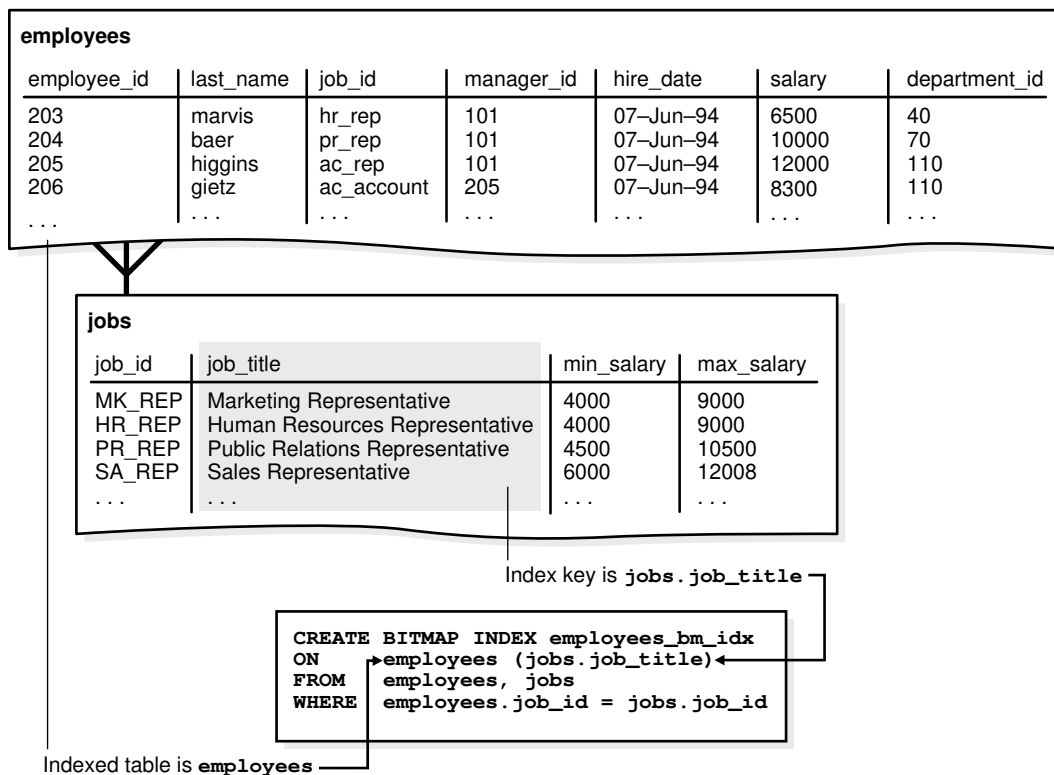 employees
employee_id last_name job_id manager_id hire_date salary department_id
203 marvis hr_rep 101 07–Jun–94 6500 40
204 baer pr_rep 101 07–Jun–94 10000 70
205 higgins ac_rep 101 07–Jun–94 12000 110
206 gietz ac_account 205 07–Jun–94 8300 110
. . . . . . . . . . . . . . . . . . . . .
jobs
job_id job_title min_salary max_salary
MK_REP Marketing Representative 4000 9000
HR_REP Human Resources Representative 4000 9000
PR_REP Public Relations Representative 4500 10500
SA_REP Sales Representative 6000 12008
. . . . . . . . . . . .
Index key is jobs.job_title
CREATE BITMAP INDEX employees_bm_idx
ON employees (jobs.job_title)
FROM employees, jobs
WHERE employees.job_id = jobs.job_id
Indexed table is employees